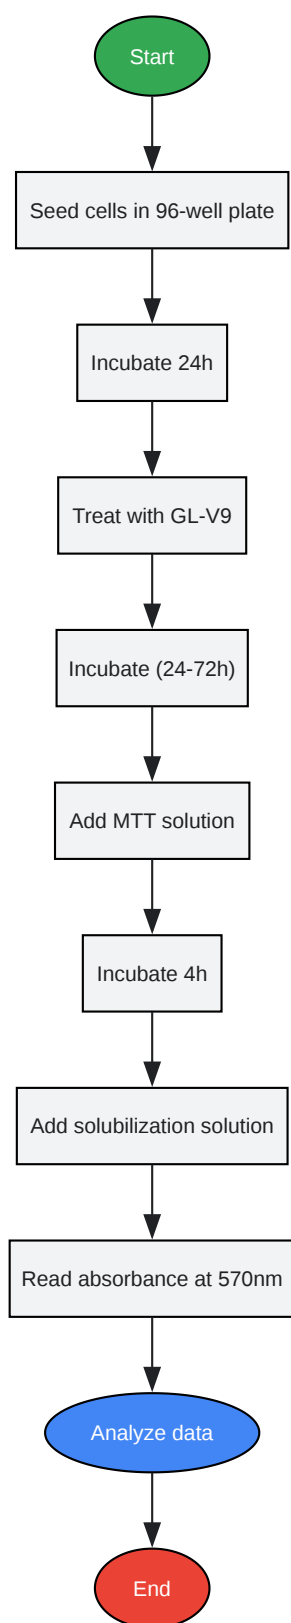 Start
Seed cells in 96-well plate
Incubate 24h
Treat with GL-V9
Incubate (24-72h)
Add MTT solution
Incubate 4h
Add solubilization solution
Read absorbance at 570nm
Analyze data
End